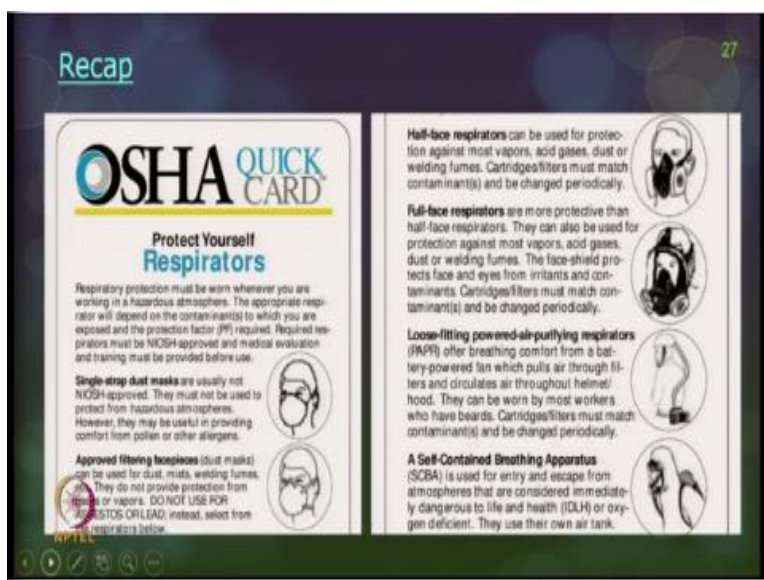 Recap
27
OSHA QUICK
CARD™
Protect Yourself
Respirators
Respiratory protection must be worn whenever you are
working in a hazardous atmosphere. The appropriate respi-
rator will depend on the contaminant(s) to which you are
exposed and the protection factor (PF) required. Required res-
pirators must be NIOSH-approved and medical evaluation
and training must be provided before use.
Single-strap dust masks are usually not
NIOSH-approved. They must not be used to
protect from hazardous atmospheres.
However, they may be useful in providing
comfort from pollen or other allergens.
Approved filtering facepieces (dust masks)
can be used for dust, mists, welding fumes,
They do not provide protection from
or vapors. DO NOT USE FOR
ASBESTOS OR LEAD; instead, select from
respirators below.
NPTEL
Half-face respirators can be used for protec-
tion against most vapors, acid gases, dust or
welding fumes. Cartridges/filters must match
contaminant(s) and be changed periodically.
Full-face respirators are more protective than
half-face respirators. They can also be used for
protection against most vapors, acid gases,
dust or welding fumes. The face-shield pro-
tects face and eyes from irritants and con-
taminants. Cartridges/filters must match con-
taminant(s) and be changed periodically.
Loose-fitting powered-air-purifying respirators
(PAPR) offer breathing comfort from a bat-
tery-powered fan which pulls air through fil-
ters and circulates air throughout helmet/
hood. They can be worn by most workers
who have beards. Cartridges/filters must match
contaminant(s) and be changed periodically.
A Self-Contained Breathing Apparatus
(SCBA) is used for entry and escape from
atmospheres that are considered immediate-
ly dangerous to life and health (IDLH) or oxy-
gen deficient. They use their own air tank.